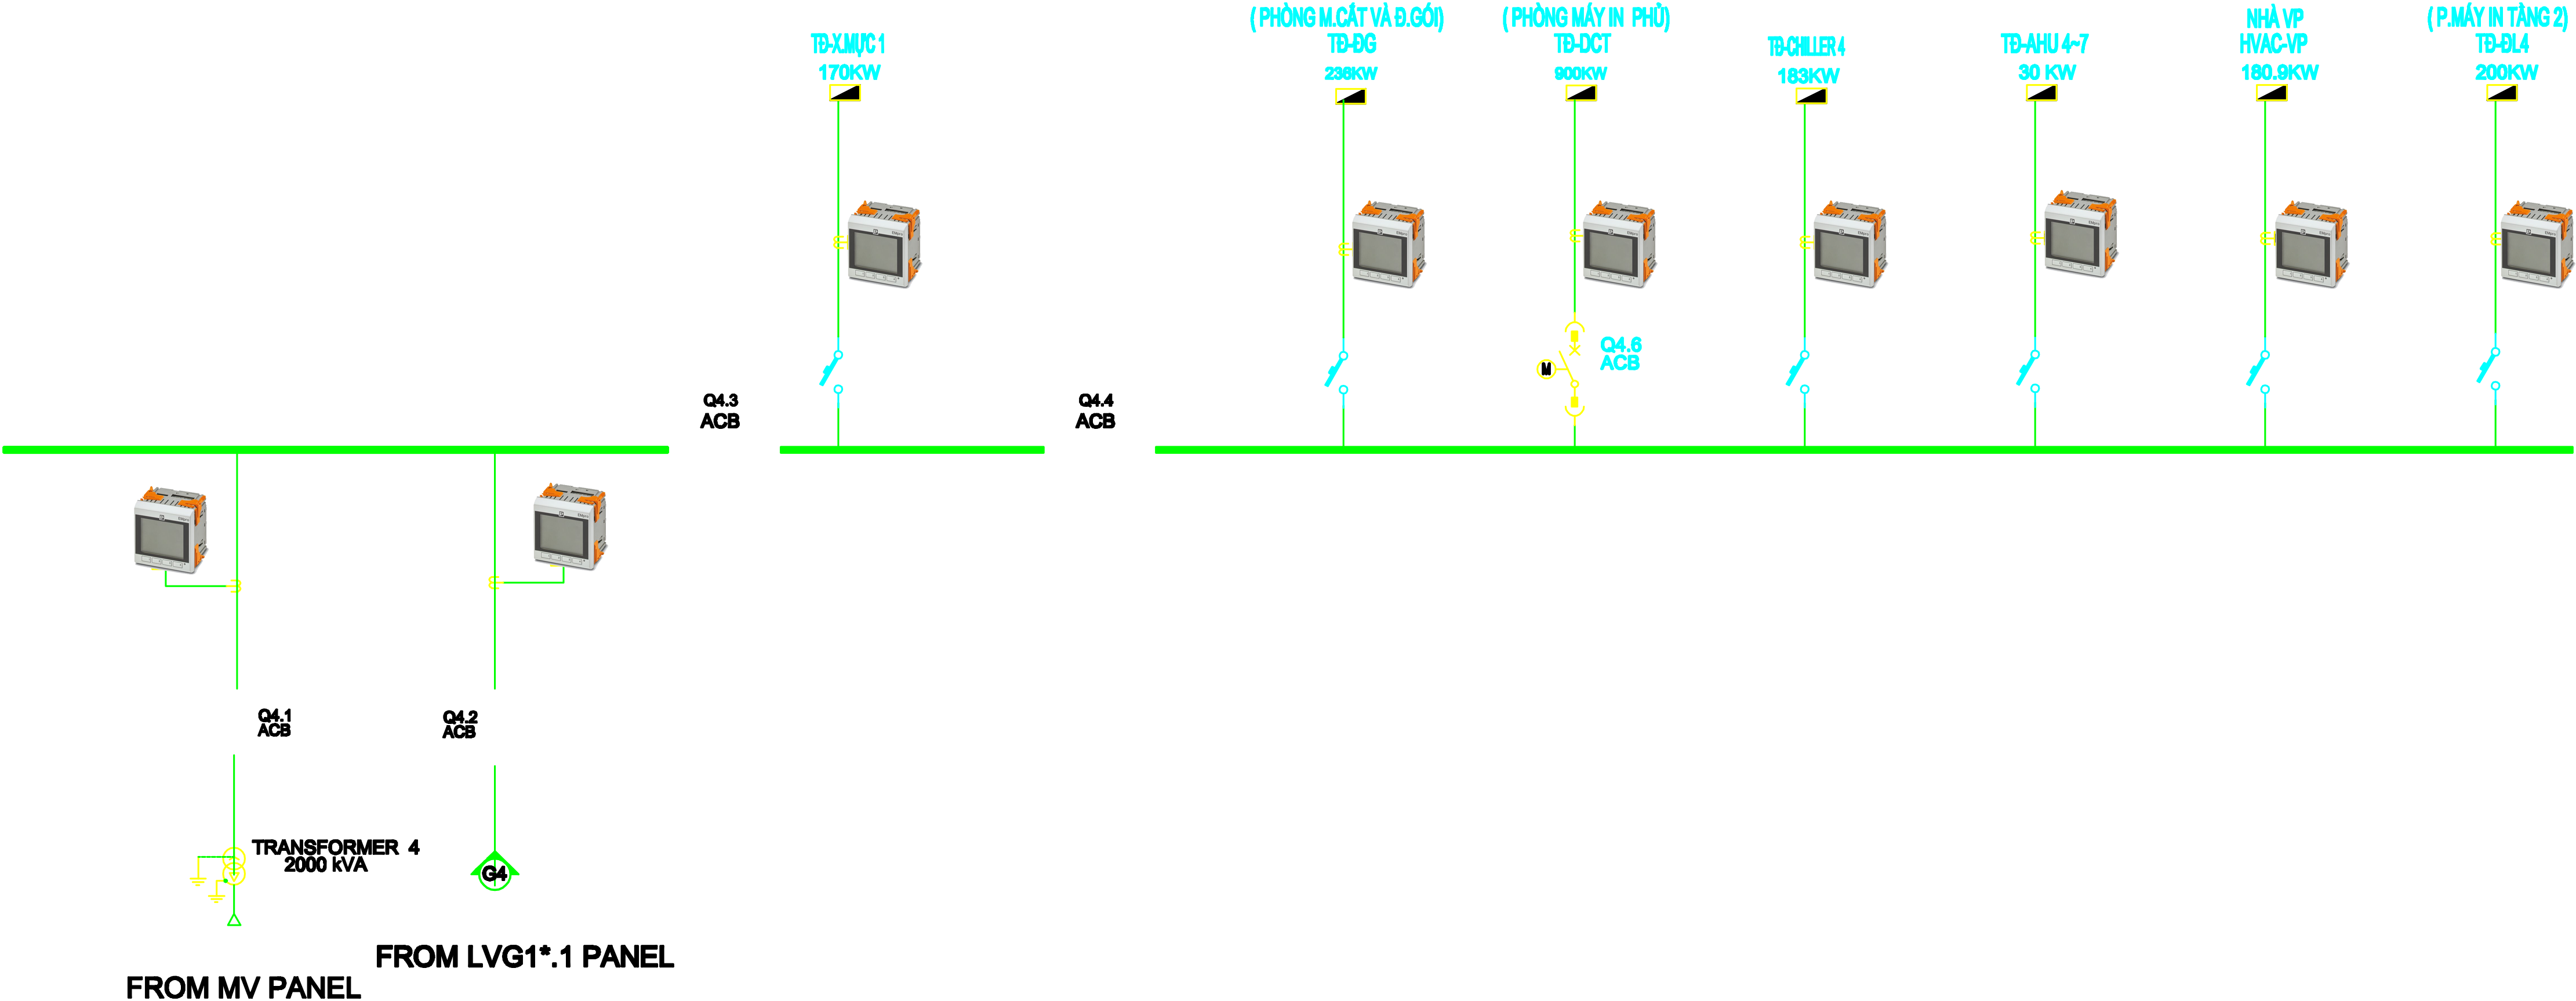 TĐ-X.MỰC 1
170KW
( PHÒNG M.CẮT VÀ Đ.GÓI)
TĐ-ĐG
238KW
( PHÒNG MÁY IN PHỦ)
TĐ-DCT
900KW
TĐ-CHILLER 4
183KW
TĐ-AHU 4~7
30 KW
NHÀ VP
HVAC-VP
180.9KW
( P.MÁY IN TẦNG 2)
TĐ-ĐL4
200KW
Q4.6
ACB
M
Q4.3
ACB
Q4.4
ACB
Q4.1
ACB
Q4.2
ACB
TRANSFORMER 4
2000 kVA
G4
FROM LVG1*.1 PANEL
FROM MV PANEL